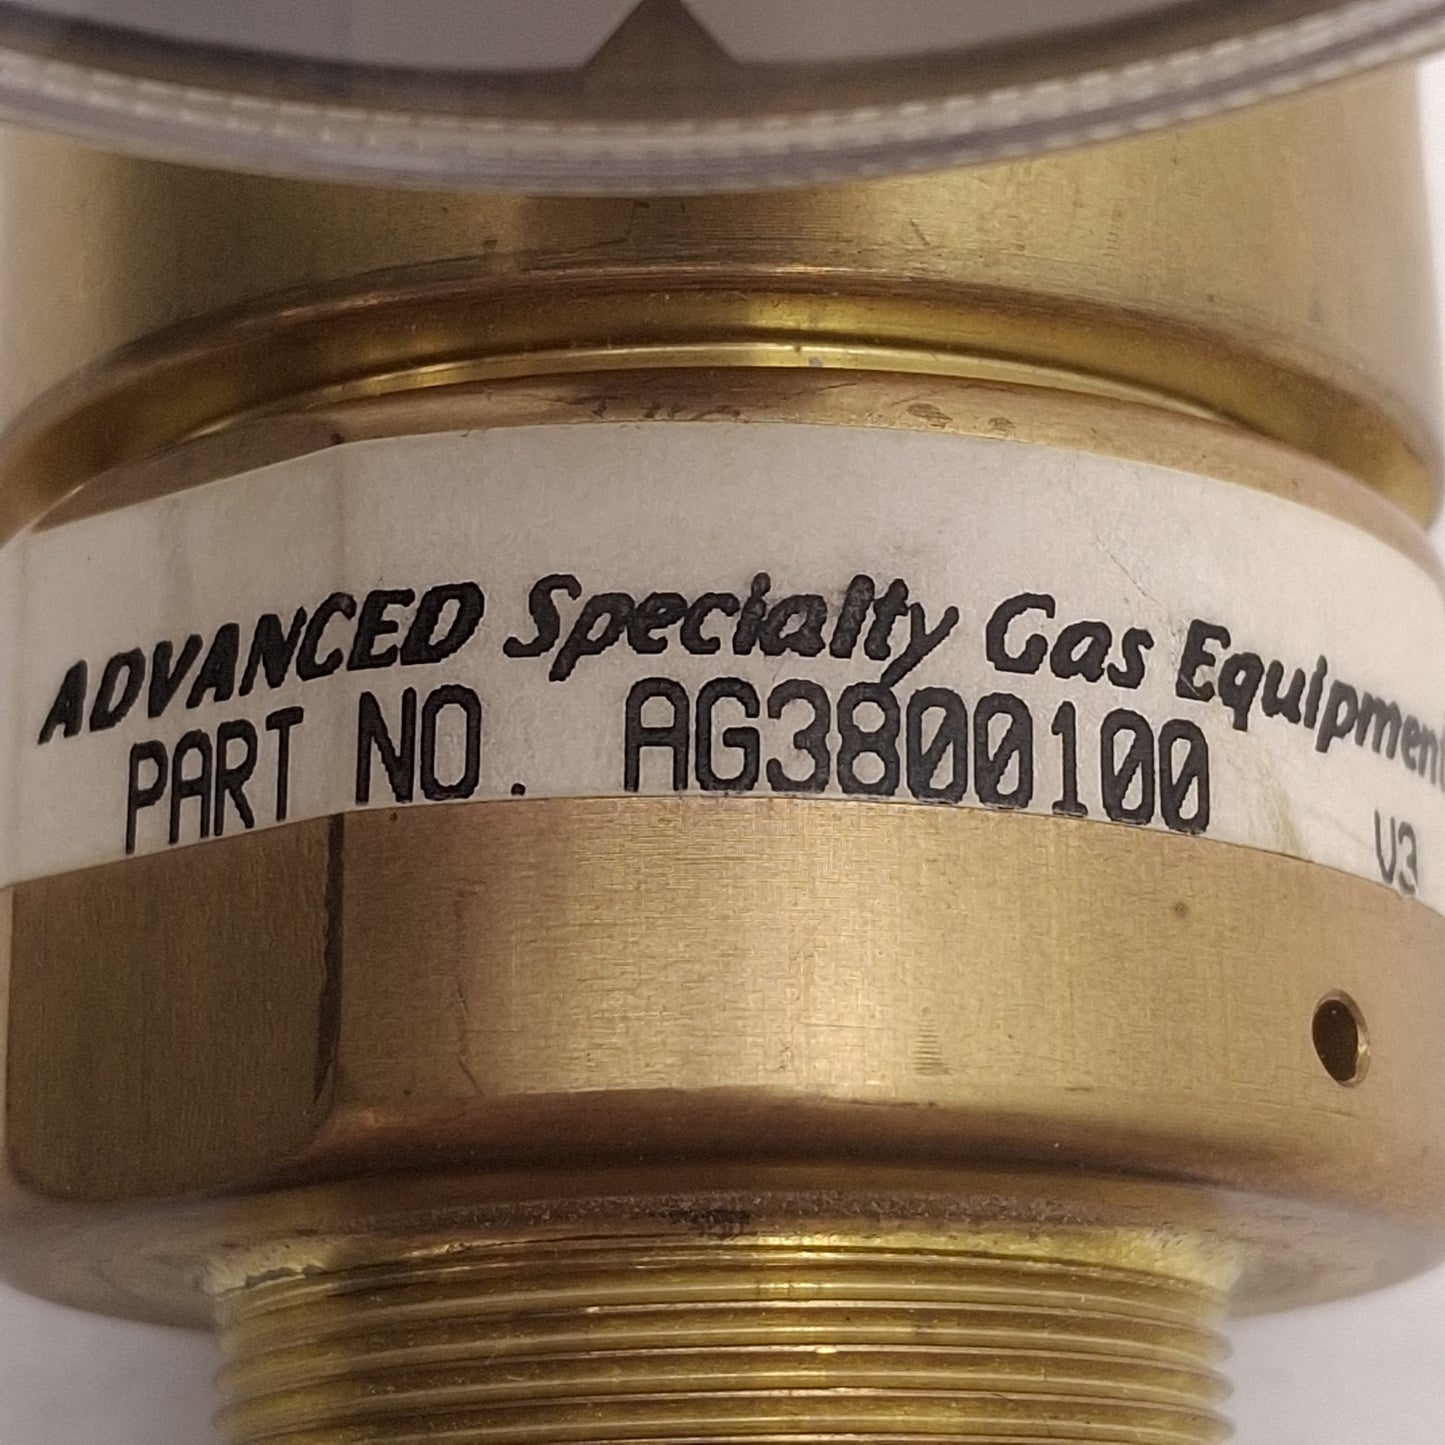 ADVANCED Specialty Gas Equipment
PART NO. AG3800100
V3